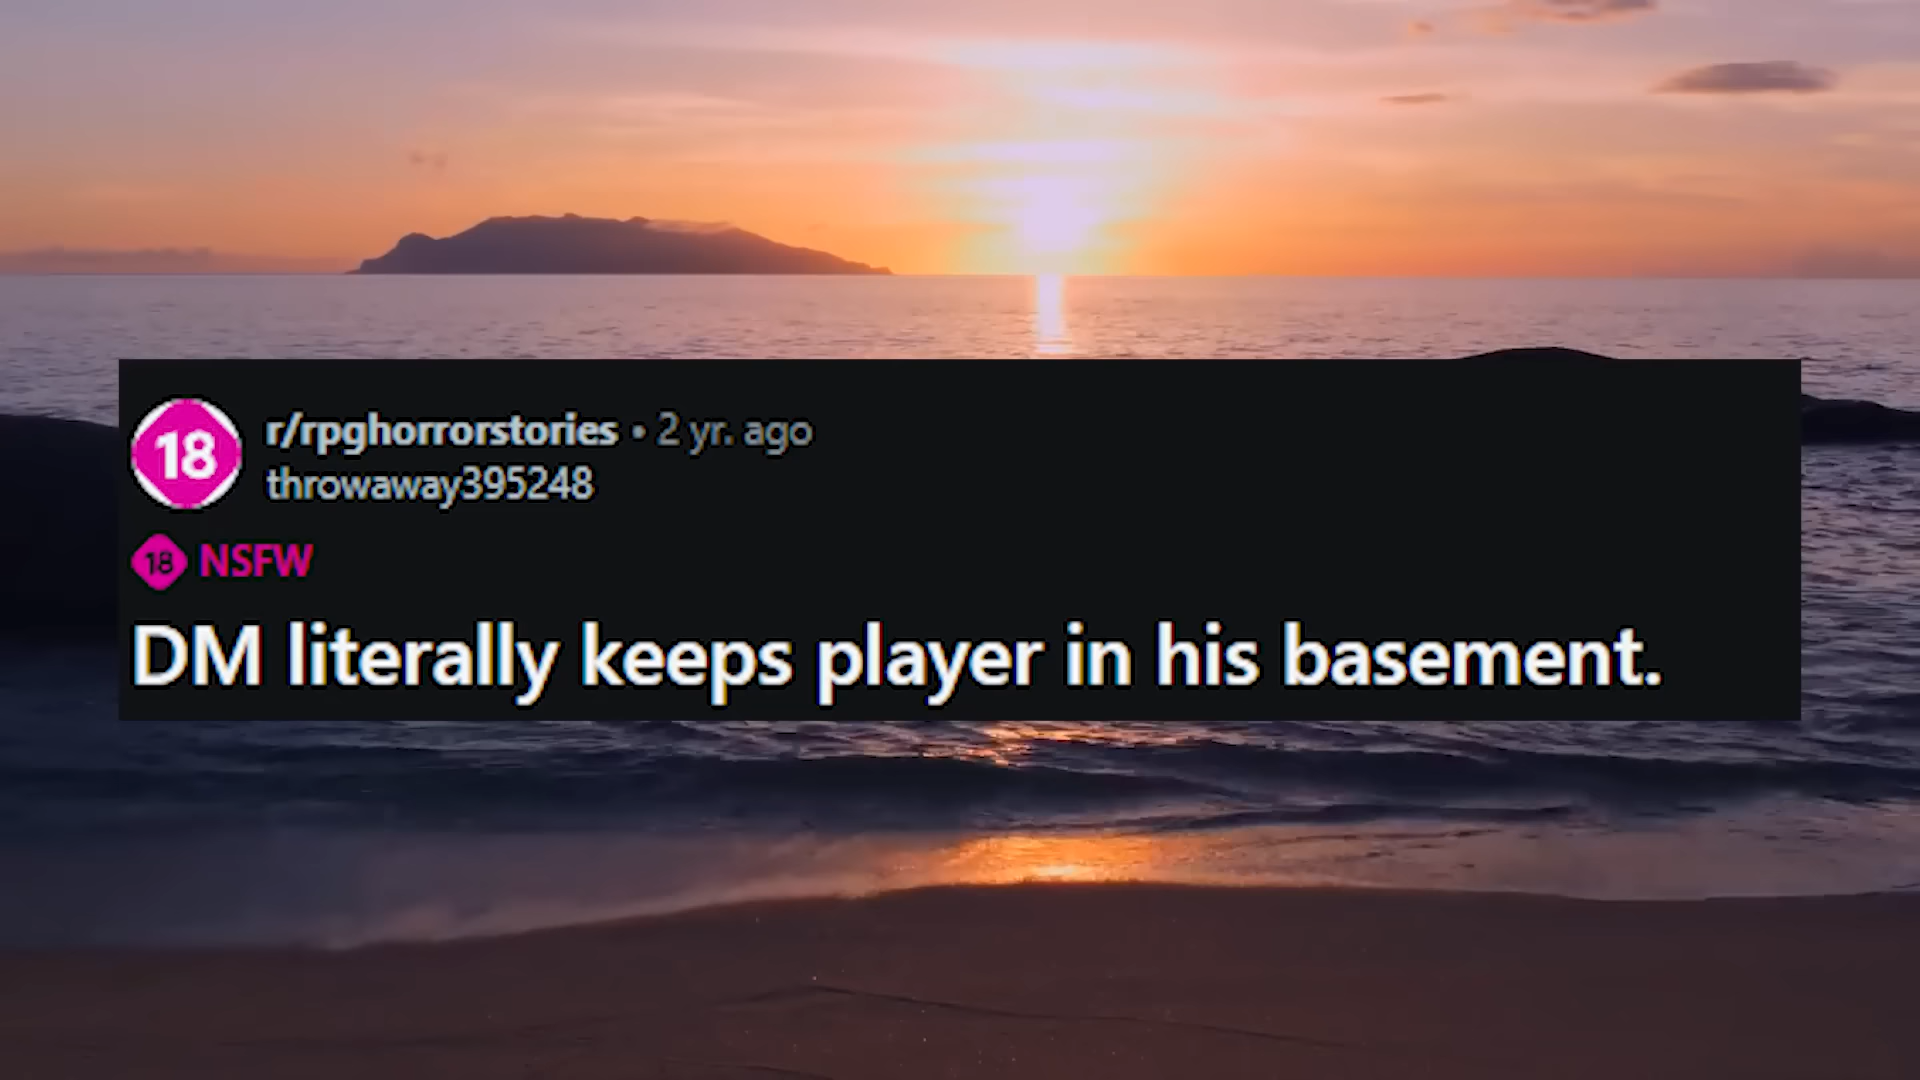 18 r/rpghorrorstories • 2 yr. ago
throwaway395248
18 NSFW
DM literally keeps player in his basement.